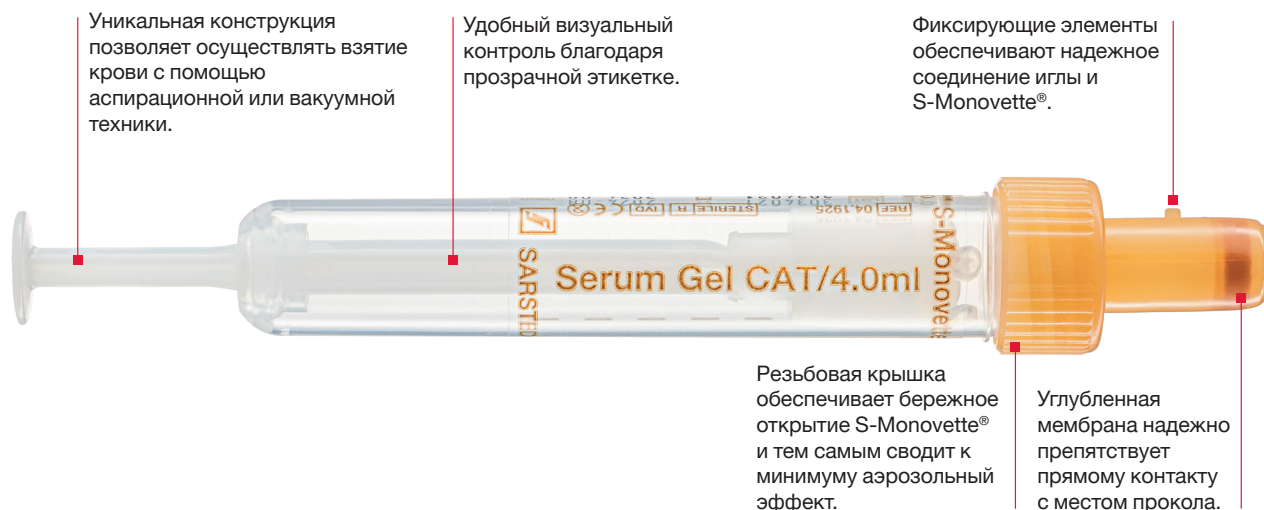 Уникальная конструкция
позволяет осуществлять взятие
крови с помощью
аспирационной или вакуумной
техники.
Удобный визуальный
контроль благодаря
прозрачной этикетке.
Фиксирующие элементы
обеспечивают надежное
соединение иглы и
S-Monovette®.
REF 04.1925
STERILE R IVD CE
SARSTED
Serum Gel CAT/4.0ml
S-Monovette
Резьбовая крышка
обеспечивает бережное
открытие S-Monovette®
и тем самым сводит к
минимуму аэрозольный
эффект.
Углубленная
мембрана надежно
препятствует
прямому контакту
с местом прокола.